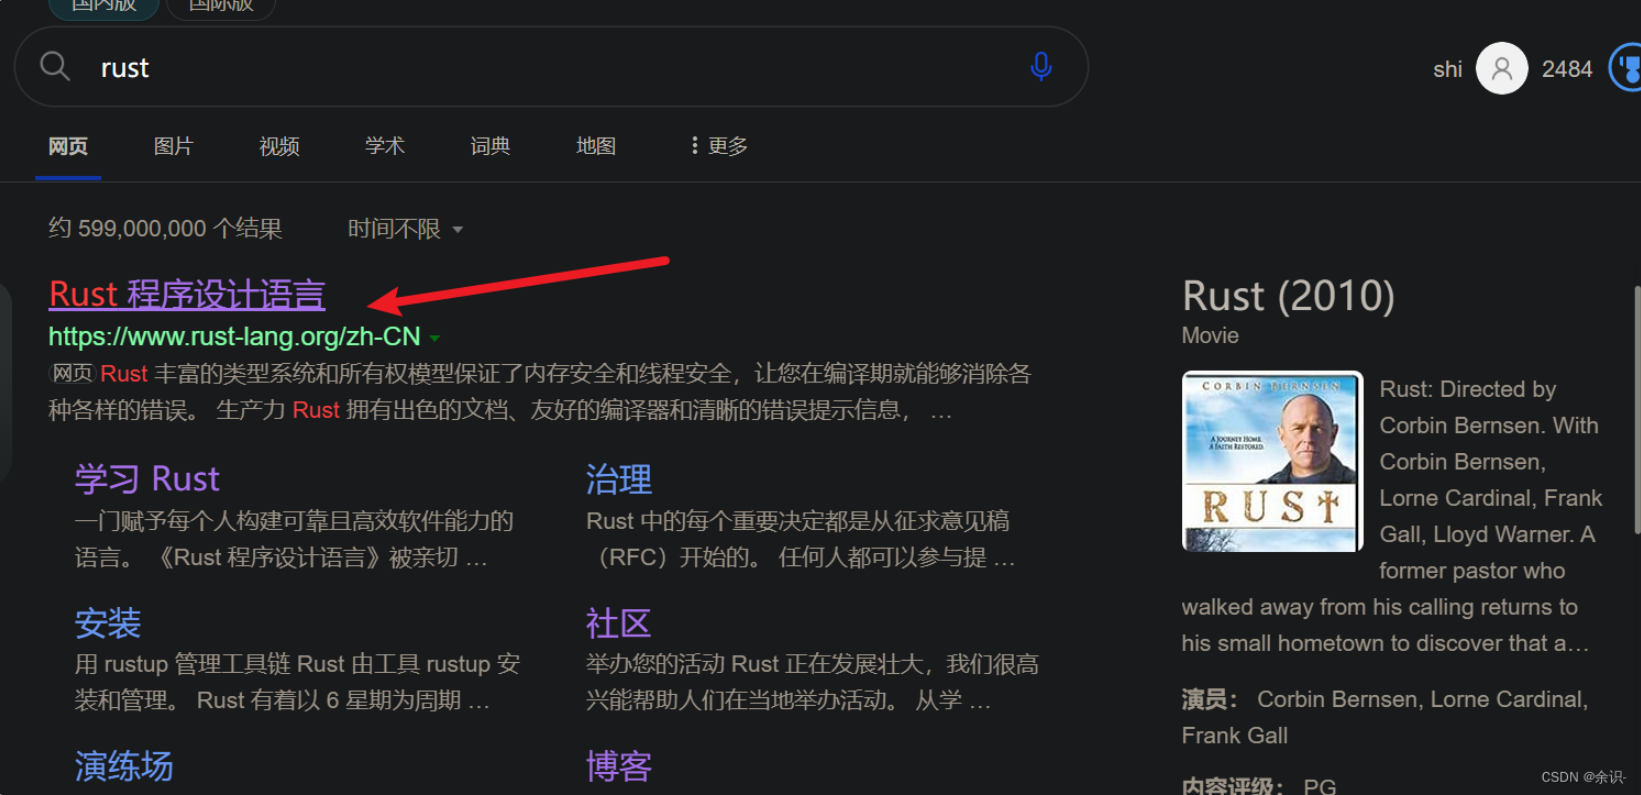 国内版 国际版
rust
shi 2484
网页 图片 视频 学术 词典 地图 更多
约 599,000,000 个结果 时间不限
Rust 程序设计语言
https://www.rust-lang.org/zh-CN
网页 Rust 丰富的类型系统和所有权模型保证了内存安全和线程安全，让您在编译期就能够消除各
种各样的错误。 生产力 Rust 拥有出色的文档、友好的编译器和清晰的错误提示信息， …
学习 Rust
一门赋予每个人构建可靠且高效软件能力的
语言。 《Rust 程序设计语言》被亲切 …
治理
Rust 中的每个重要决定都是从征求意见稿
（RFC）开始的。 任何人都可以参与提 …
安装
用 rustup 管理工具链 Rust 由工具 rustup 安
装和管理。 Rust 有着以 6 星期为周期 …
社区
举办您的活动 Rust 正在发展壮大，我们很高
兴能帮助人们在当地举办活动。 从学 …
演练场
博客
Rust (2010)
Movie
CORBIN BERNSEN
A JOURNEY HOME.
A FAITH RESTORED.
RUST
Rust: Directed by
Corbin Bernsen. With
Corbin Bernsen,
Lorne Cardinal, Frank
Gall, Lloyd Warner. A
former pastor who
walked away from his calling returns to
his small hometown to discover that a…
演员： Corbin Bernsen, Lorne Cardinal,
Frank Gall
内容评级： PG
CSDN @余识-